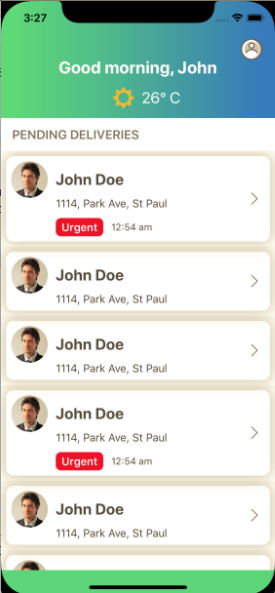 3:27
Good morning, John
26° C
PENDING DELIVERIES
John Doe
1114, Park Ave, St Paul
Urgent 12:54 am
John Doe
1114, Park Ave, St Paul
John Doe
1114, Park Ave, St Paul
John Doe
1114, Park Ave, St Paul
Urgent 12:54 am
John Doe
1114, Park Ave, St Paul